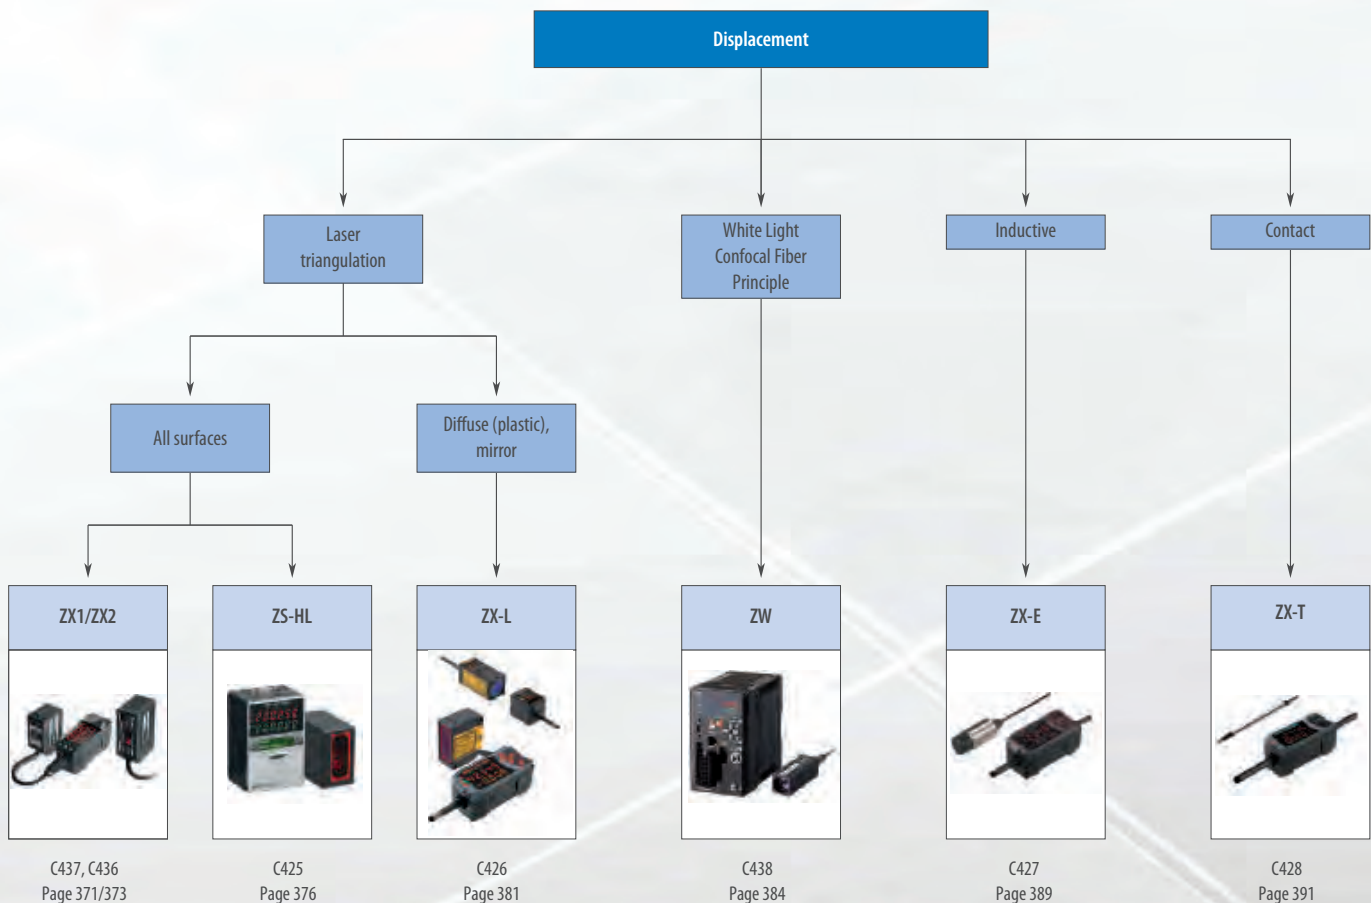 Displacement
Laser
triangulation
White Light
Confocal Fiber
Principle
Inductive
Contact
All surfaces
Diffuse (plastic),
mirror
ZX1/ZX2
ZS-HL
ZX-L
ZW
ZX-E
ZX-T
C437, C436
Page 371/373
C425
Page 376
C426
Page 381
C438
Page 384
C427
Page 389
C428
Page 391